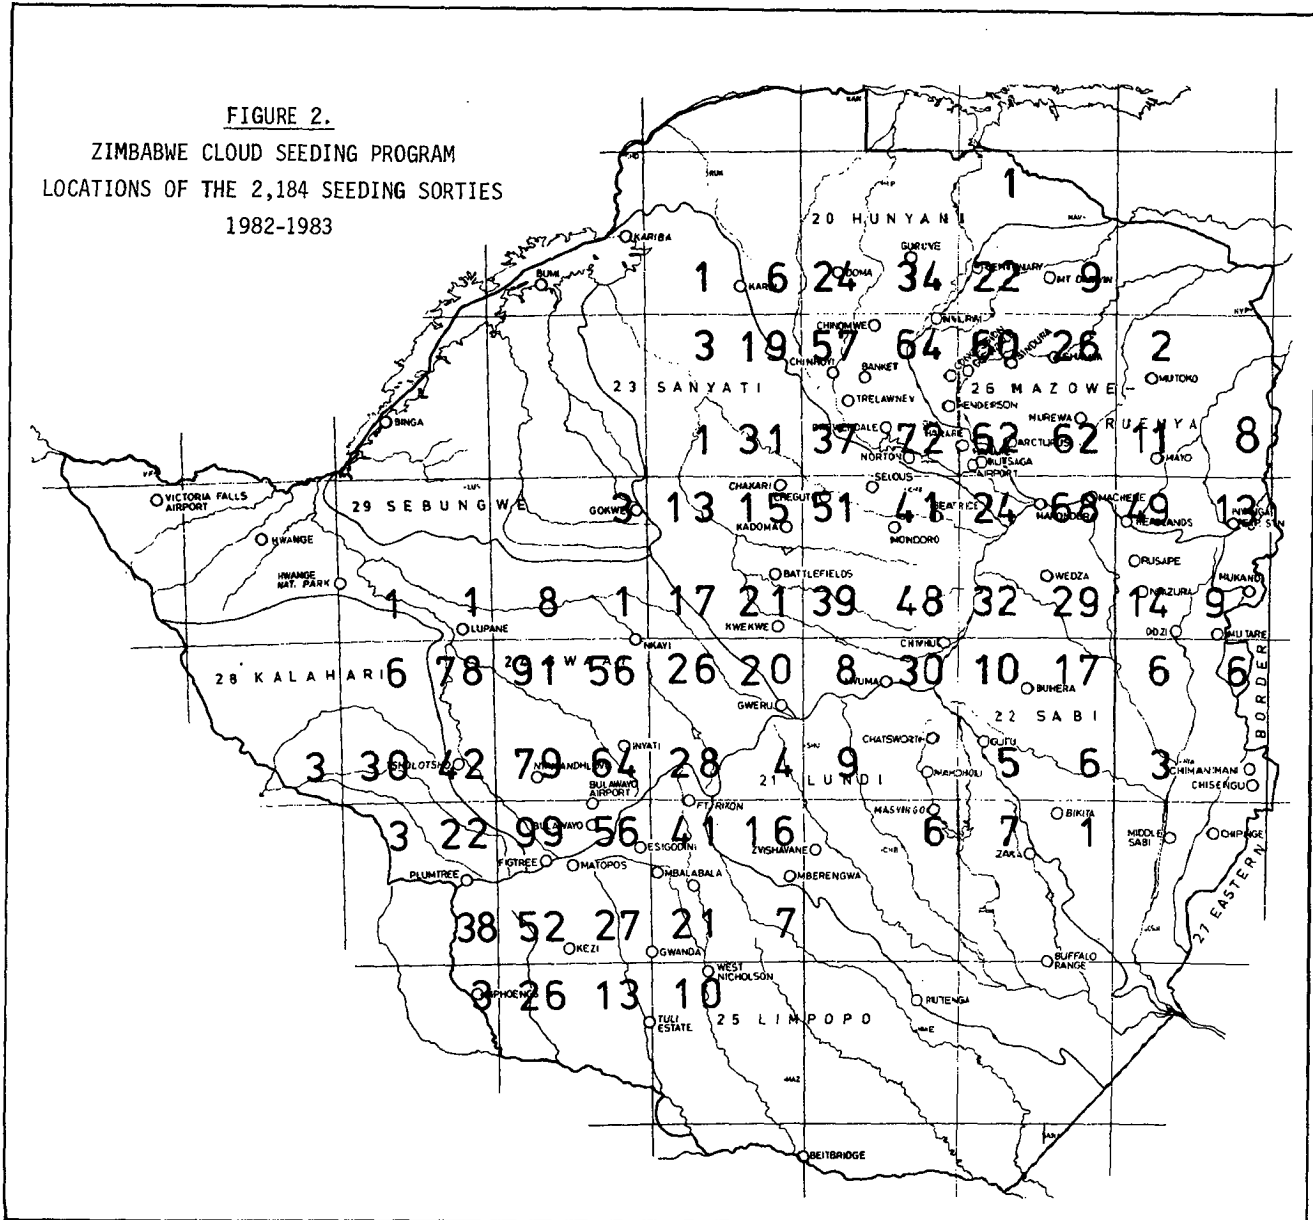 FIGURE 2.
ZIMBABWE CLOUD SEEDING PROGRAM
LOCATIONS OF THE 2,184 SEEDING SORTIES
1982-1983
1
20 HUNYANI
KARIBA
GURUVE
BUMI
1 6 24 DOMA 34 22 CENTENARY MT DARWIN 9
CHINOMWE
3 19 57 64 60 BINDURA 26 2
CHINHOYI
BANKET
MUTOKO
23 SANYATI
26 MAZOWE-
TRELAWNEY
HENDERSON
MUREWA
RUENYA
BINGA
1 31 37 72 HARARE 62 ARCTURUS 62 11 8
NORTON
KUTSAGA
MAYO
AIRPORT
VICTORIA FALLS
AIRPORT
CHAKARI
SELOUS
29 SEBUNGWE
GOKWE 3 13 15 51 41 BEATRICE 24 68 MACHEKE 49 13
HEADLANDS
KADOMA
MONDORO
HWANGE
RUSAPE
HWANGE
NAT. PARK
BATTLEFIELDS
WEDZA
1 1 8 1 17 21 39 48 32 29 14 NYAZURA 9
LUPANE
KWEKWE
ODZI
MUTARE
NKAYI
28 KALAHARI
6 78 91 56 26 20 8 30 10 17 6 6
BUHERA
GWERU
22 SABI
BORDER
CHATSWORTH
GUTU
INYATI
3 30 TSHOLOTSHO 42 79 64 28 4 9 5 6 3
21 LUNDI
MAKOHOLI
CHIMANIMANI
CHISENGU
BULAWAYO
AIRPORT
FT. RIXON
MASVINGO
BIKITA
3 22 99 BULAWAYO 56 41 16 6 7 1
MIDDLE
SABI
CHIPINGE
ESIGODINI
ZVISHAVANE
ZAKA
FIGTREE
MATOPOS
PLUMTREE
MBALABALA
MBERENGWA
27 EASTERN
38 52 27 21 7
KEZI
GWANDA
BUFFALO
RANGE
WEST
NICHOLSON
3 26 13 10
RUTENGA
25 LIMPOPO
TULI
ESTATE
BEITBRIDGE